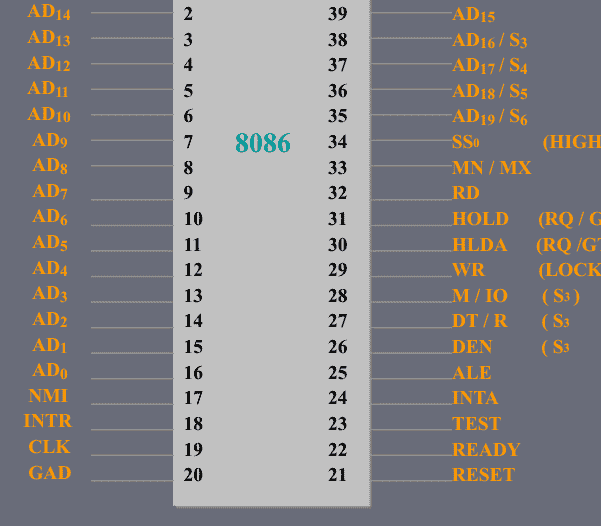 AD14 2 39 AD15
AD13 3 38 AD16 / S3
AD12 4 37 AD17 / S4
AD11 5 36 AD18 / S5
AD10 6 35 AD19 / S6
AD9 7 8086 34 SS0 (HIGH
AD8 8 33 MN / MX
AD7 9 32 RD
AD6 10 31 HOLD (RQ / G
AD5 11 30 HLDA (RQ /GT
AD4 12 29 WR (LOCK
AD3 13 28 M / IO ( S3 )
AD2 14 27 DT / R ( S3
AD1 15 26 DEN ( S3
AD0 16 25 ALE
NMI 17 24 INTA
INTR 18 23 TEST
CLK 19 22 READY
GAD 20 21 RESET